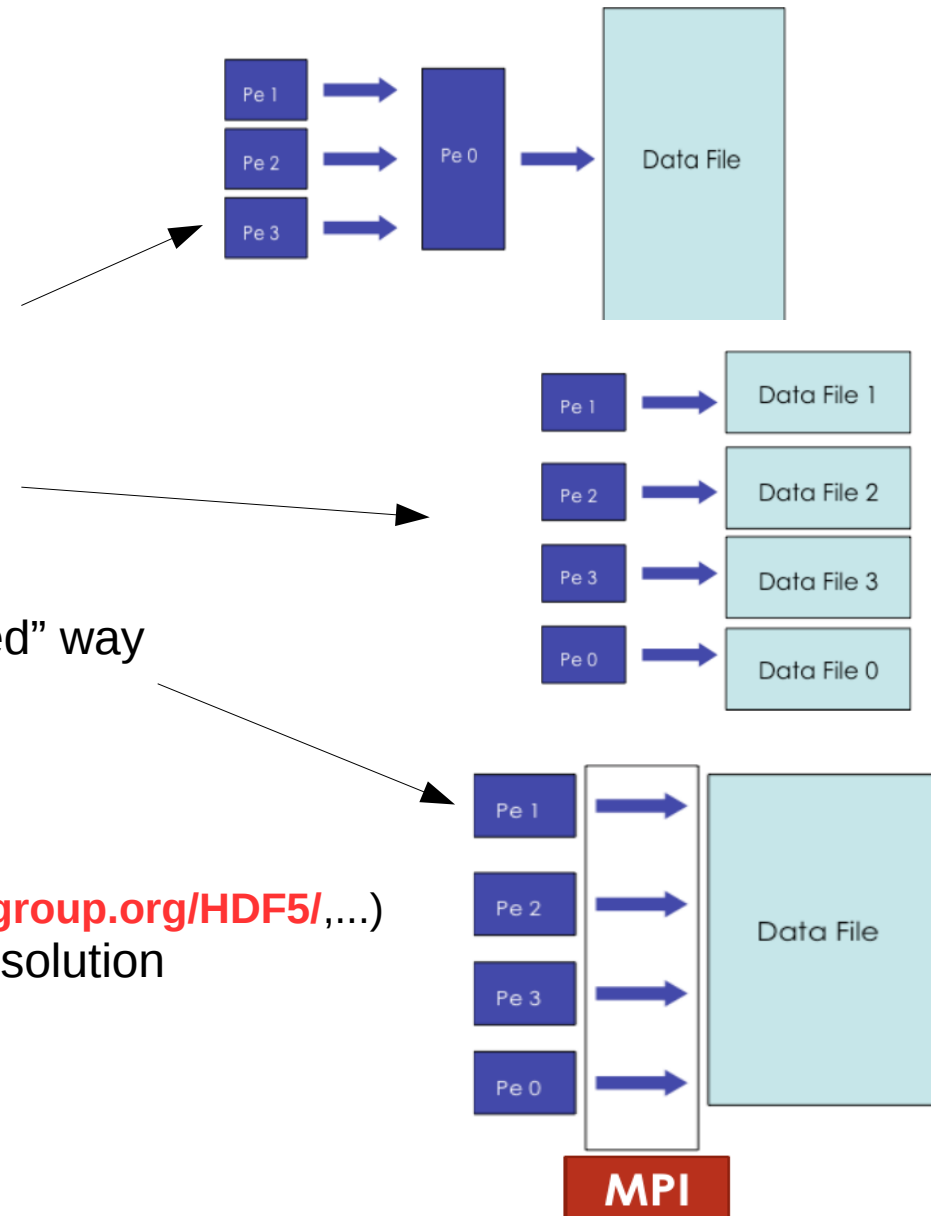 Pe 1
Pe 2
Pe 3
Pe 0
Data File
Pe 1
Data File 1
Pe 2
Data File 2
Pe 3
Data File 3
Pe 0
Data File 0
ed” way
Pe 1
Pe 2
Pe 3
Pe 0
Data File
group.org/HDF5/,...)
solution
MPI